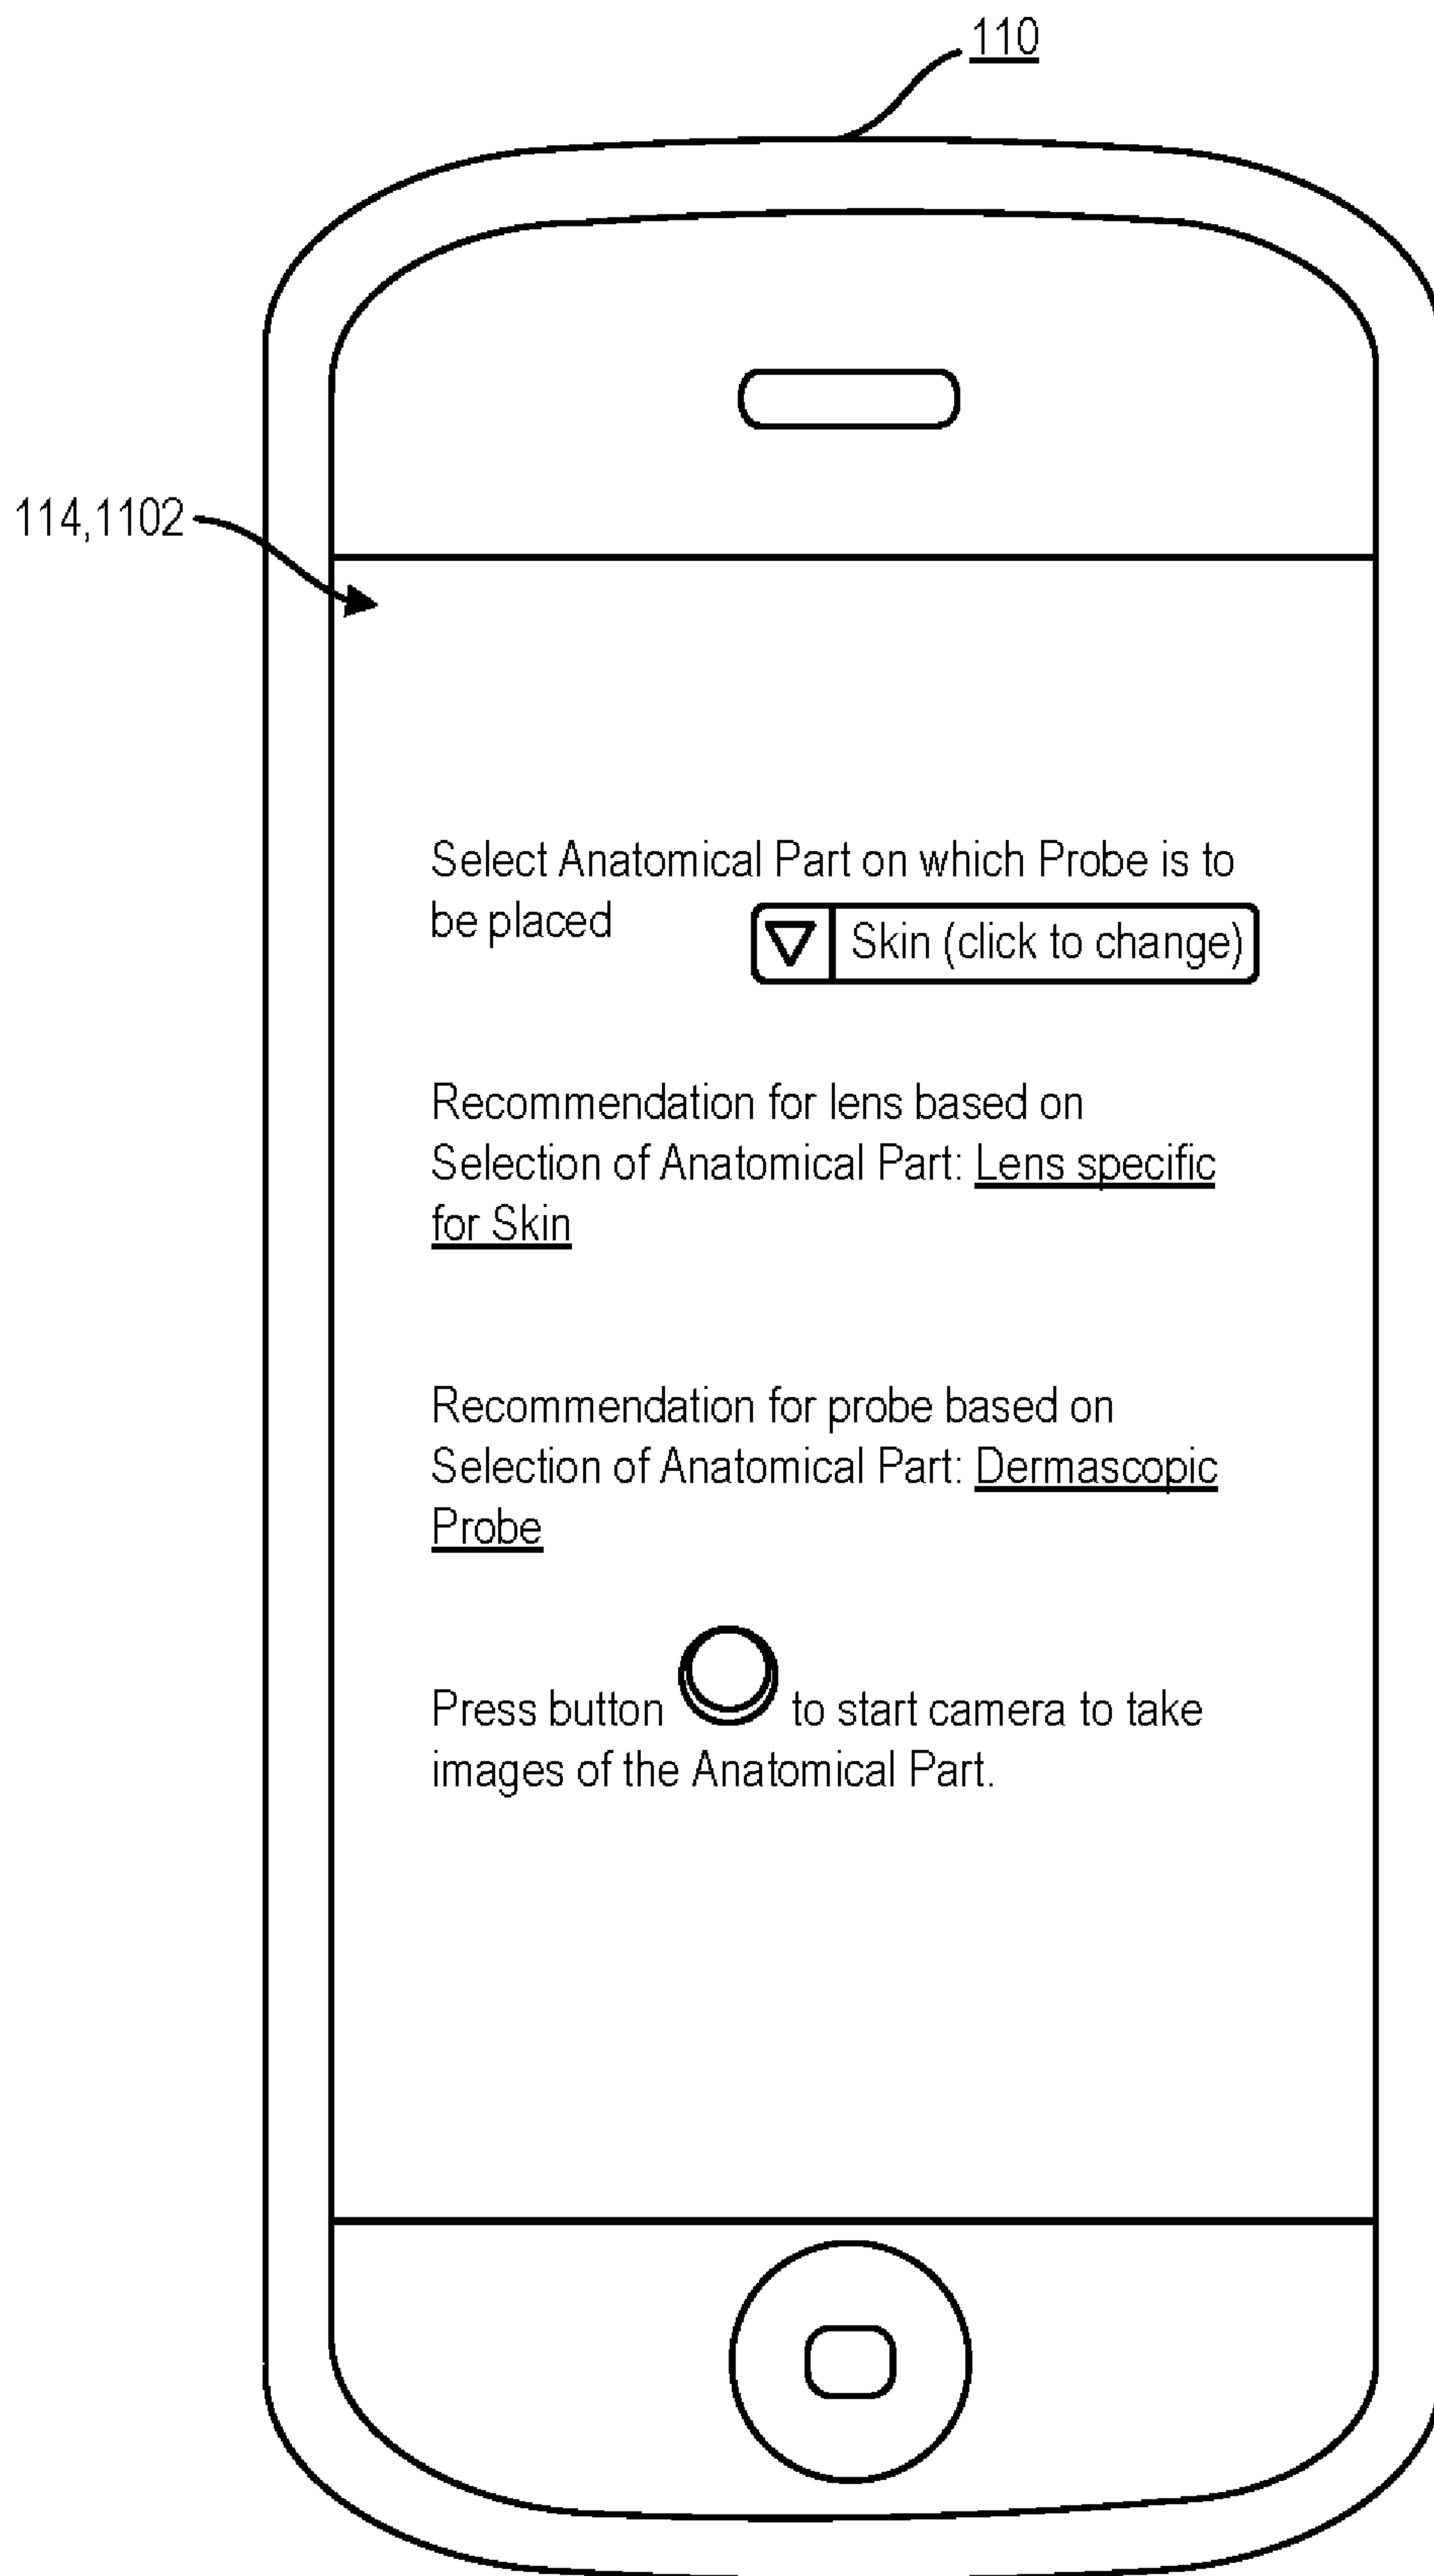 110
114,1102
Select Anatomical Part on which Probe is to
be placed
Skin (click to change)
Recommendation for lens based on
Selection of Anatomical Part: Lens specific
for Skin
Recommendation for probe based on
Selection of Anatomical Part: Dermascopic
Probe
Press button to start camera to take
images of the Anatomical Part.